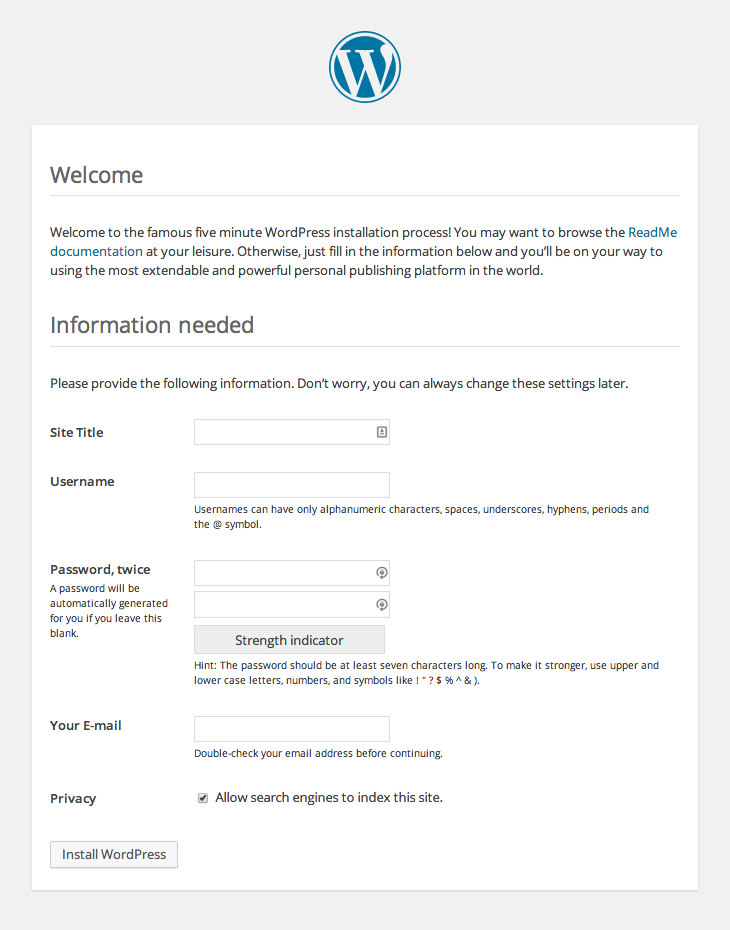 W
Welcome
Welcome to the famous five minute WordPress installation process! You may want to browse the ReadMe
documentation at your leisure. Otherwise, just fill in the information below and you’ll be on your way to
using the most extendable and powerful personal publishing platform in the world.
Information needed
Please provide the following information. Don’t worry, you can always change these settings later.
Site Title
Username
Usernames can have only alphanumeric characters, spaces, underscores, hyphens, periods and
the @ symbol.
Password, twice
A password will be
automatically generated
for you if you leave this
blank.
Strength indicator
Hint: The password should be at least seven characters long. To make it stronger, use upper and
lower case letters, numbers, and symbols like ! " ? $ % ^ & ).
Your E-mail
Double-check your email address before continuing.
Privacy
Allow search engines to index this site.
Install WordPress